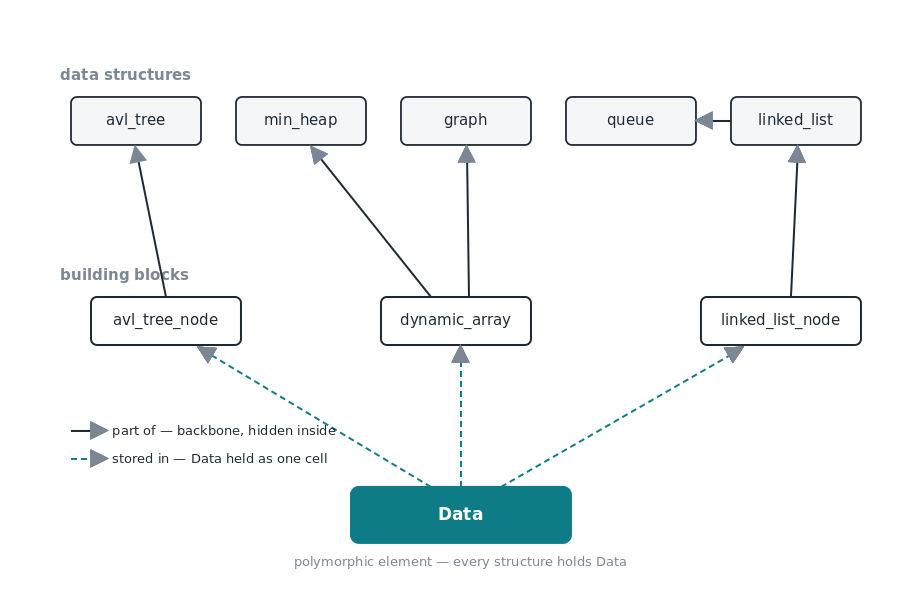 data structures
avl_tree
min_heap
graph
queue
linked_list
building blocks
avl_tree_node
dynamic_array
linked_list_node
part of — backbone, hidden inside
stored in — Data held as one cell
Data
polymorphic element — every structure holds Data